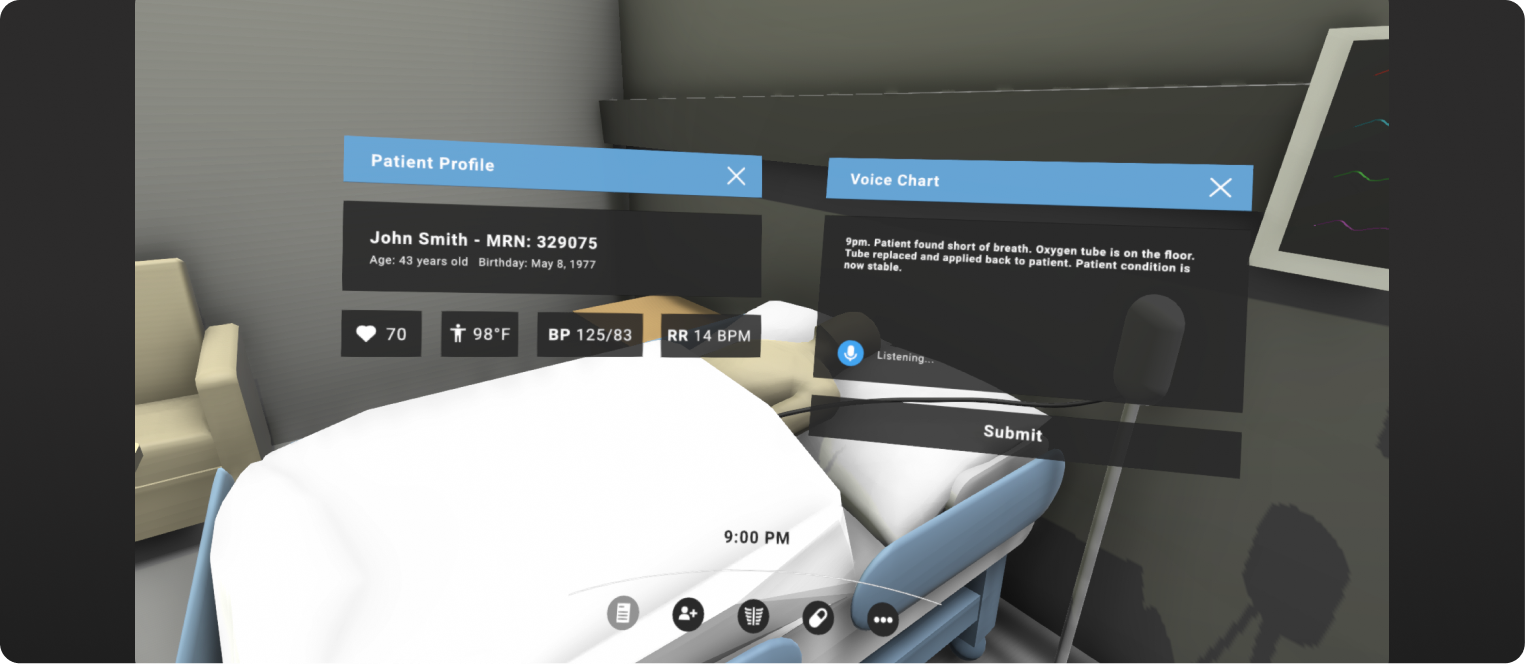 Patient Profile
John Smith - MRN: 329075
Age: 43 years old Birthday: May 8, 1977
70
98°F
BP 125/83
RR 14 BPM
Voice Chart
9pm. Patient found short of breath. Oxygen tube is on the floor.
Tube replaced and applied back to patient. Patient condition is
now stable.
Listening...
Submit
9:00 PM